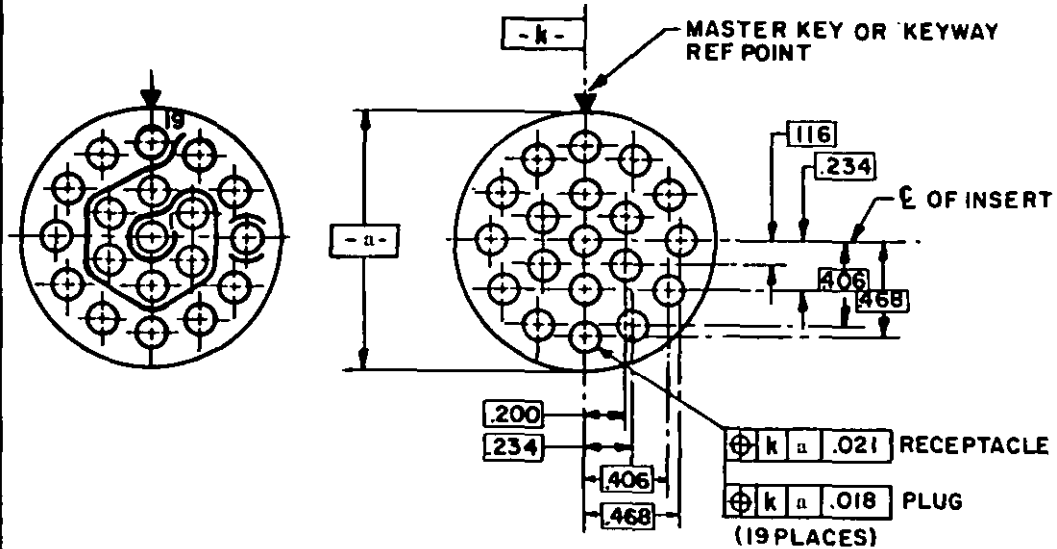 -k-
MASTER KEY OR KEYWAY
REF POINT
19
.116
.234
℄ OF INSERT
-a-
.406
.468
.200
.234
.406
.468
⌖ k a .021 RECEPTACLE
⌖ k a .018 PLUG
(19 PLACES)